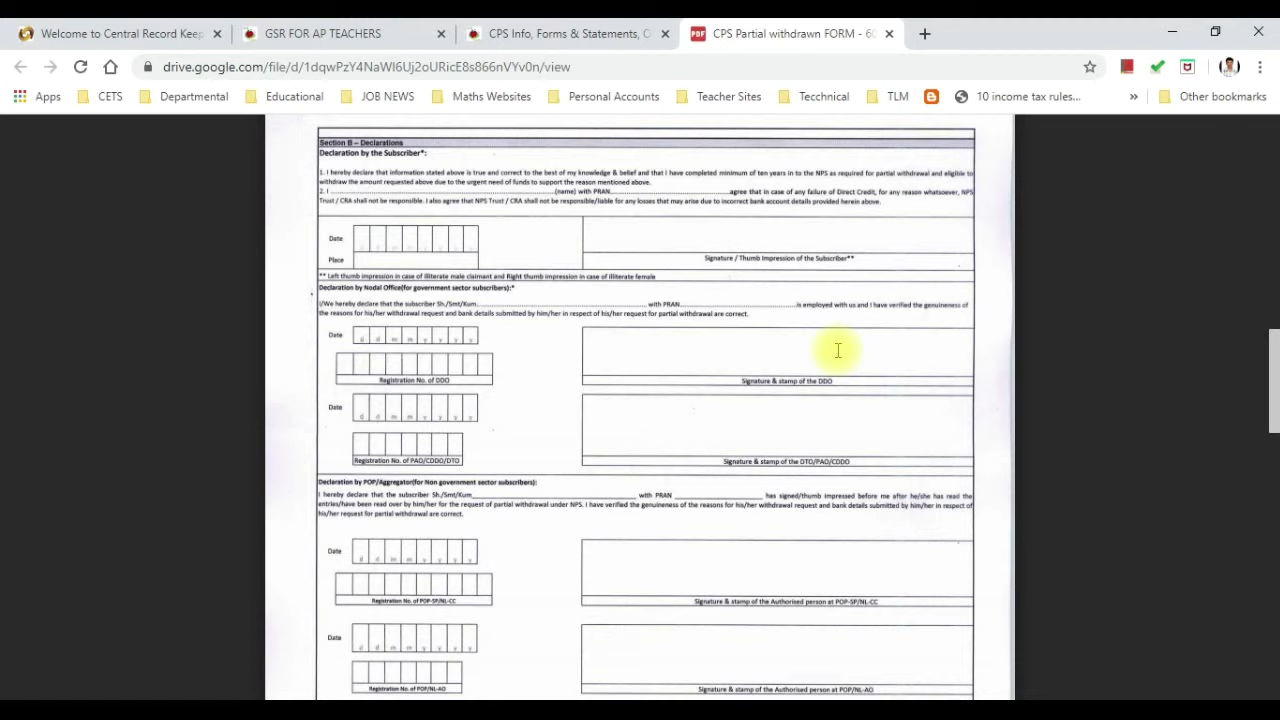 Welcome to Central Record Keep
GSR FOR AP TEACHERS
CPS Info, Forms & Statements, C
CPS Partial withdrawn FORM - 60
drive.google.com/file/d/1dqwPzY4NaWl6Uj2oURicE8s866nVYv0n/view
Apps CETS Departmental Educational JOB NEWS Maths Websites Personal Accounts Teacher Sites Tecchnical TLM 10 income tax rules... » Other bookmarks
Section B – Declarations
Declaration by the Subscriber*:
1. I hereby declare that information stated above is true and correct to the best of my knowledge & belief and that I have completed minimum of ten years in to the NPS as required for partial withdrawal and eligible to
withdraw the amount requested above due to the urgent need of funds to support the reason mentioned above.
2. I ..........(name) with PRAN..........agree that in case of any failure of Direct Credit, for any reason whatsoever, NPS
Trust / CRA shall not be responsible. I also agree that NPS Trust / CRA shall not be responsible/liable for any losses that may arise due to incorrect bank account details provided herein above.
Date
Place
Signature / Thumb Impression of the Subscriber**
** Left thumb impression in case of illiterate male claimant and Right thumb impression in case of illiterate female
Declaration by Nodal Office(for government sector subscribers):*
I/We hereby declare that the subscriber Sh./Smt/Kum.......... with PRAN..........is employed with us and I have verified the genuineness of
the reasons for his/her withdrawal request and bank details submitted by him/her in respect of his/her request for partial withdrawal are correct.
Date d d m m y y y y
Registration No. of DDO
Signature & stamp of the DDO
Date d d m m y y y y
Registration No. of PAO/CDDO/DTO
Signature & stamp of the DTO/PAO/CDDO
Declaration by POP/Aggregator(for Non government sector subscribers):
I hereby declare that the subscriber Sh./Smt/Kum__________ with PRAN __________ has signed/thumb impressed before me after he/she has read the
entries/have been read over by him/her for the request of partial withdrawal under NPS. I have verified the genuineness of the reasons for his/her withdrawal request and bank details submitted by him/her in respect of
his/her request for partial withdrawal are correct.
Date d d m m y y y y
Registration No. of POP-SP/NL-CC
Signature & stamp of the Authorised person at POP-SP/NL-CC
Date d d m m y y y y
Registration No. of POP/NL-AO
Signature & stamp of the Authorised person at POP/NL-AO